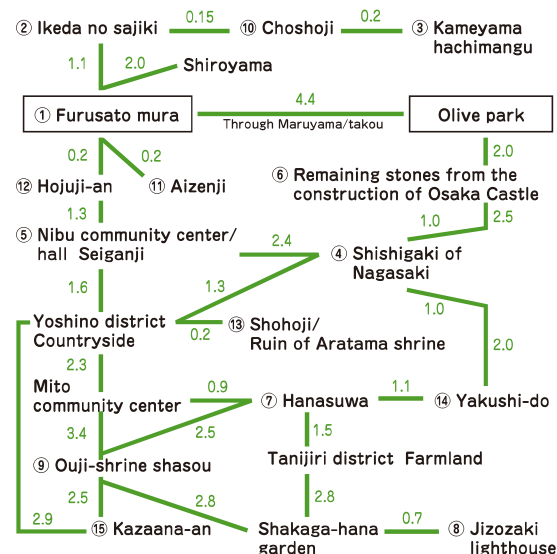 ② Ikeda no sajiki 0.15 ⑩ Choshoji 0.2 ③ Kameyama
hachimangu
1.1 2.0 Shiroyama
① Furusato mura 4.4 Olive park
Through Maruyama/takou
0.2 0.2 2.0
⑫ Hojuji-an ⑪ Aizenji ⑥ Remaining stones from the
construction of Osaka Castle
1.3 1.0 2.5
⑤ Nibu community center/
hall Seiganji
2.4 ④ Shishigaki of
Nagasaki
1.6 1.3 1.0
Yoshino district
Countryside
0.2 ⑬ Shohoji/
Ruin of Aratama shrine
2.3 2.0
Mito
community center
0.9 ⑦ Hanasuwa 1.1 ⑭ Yakushi-do
3.4 2.5 1.5
⑨ Ouji-shrine shasou Tanijiri district Farmland
2.5 2.8 2.8
2.9 ⑮ Kazaana-an Shakaga-hana
garden
0.7 ⑧ Jizozaki
lighthouse